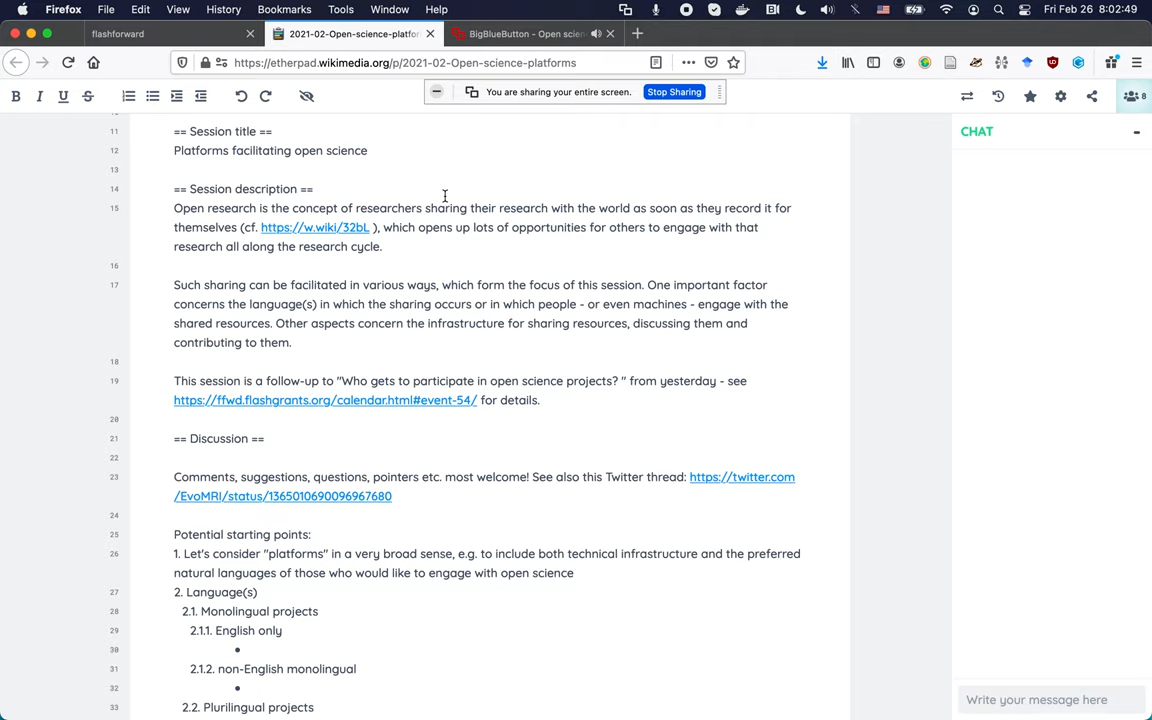 Firefox File Edit View History Bookmarks Tools Window Help Fri Feb 26 8:02:49
flashforward 2021-02-Open-science-platfor BigBlueButton - Open scien
https://etherpad.wikimedia.org/p/2021-02-Open-science-platforms
You are sharing your entire screen. Stop Sharing
8
CHAT
11 == Session title ==
12 Platforms facilitating open science
13
14 == Session description ==
15 Open research is the concept of researchers sharing their research with the world as soon as they record it for
themselves (cf. https://w.wiki/32bL ), which opens up lots of opportunities for others to engage with that
research all along the research cycle.
16
17 Such sharing can be facilitated in various ways, which form the focus of this session. One important factor
concerns the language(s) in which the sharing occurs or in which people - or even machines - engage with the
shared resources. Other aspects concern the infrastructure for sharing resources, discussing them and
contributing to them.
18
19 This session is a follow-up to "Who gets to participate in open science projects? " from yesterday - see
https://ffwd.flashgrants.org/calendar.html#event-54/ for details.
20
21 == Discussion ==
22
23 Comments, suggestions, questions, pointers etc. most welcome! See also this Twitter thread: https://twitter.com
/EvoMRI/status/1365010690096967680
24
25 Potential starting points:
26 1. Let's consider "platforms" in a very broad sense, e.g. to include both technical infrastructure and the preferred
natural languages of those who would like to engage with open science
27 2. Language(s)
28 2.1. Monolingual projects
29 2.1.1. English only
30 •
31 2.1.2. non-English monolingual
32 •
33 2.2. Plurilingual projects
Write your message here